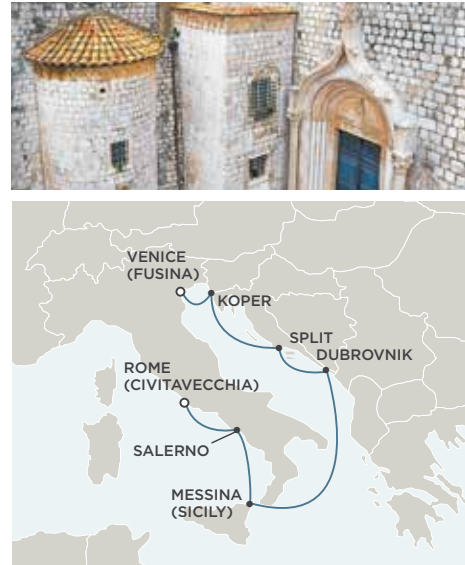 VENICE
(FUSINA)
KOPER
SPLIT
DUBROVNIK
ROME
(CIVITAVECCHIA)
SALERNO
MESSINA
(SICILY)